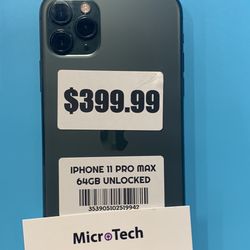 $399.99
IPHONE 11 PRO MAX
64GB UNLOCKED
353905102519942
MicroTech